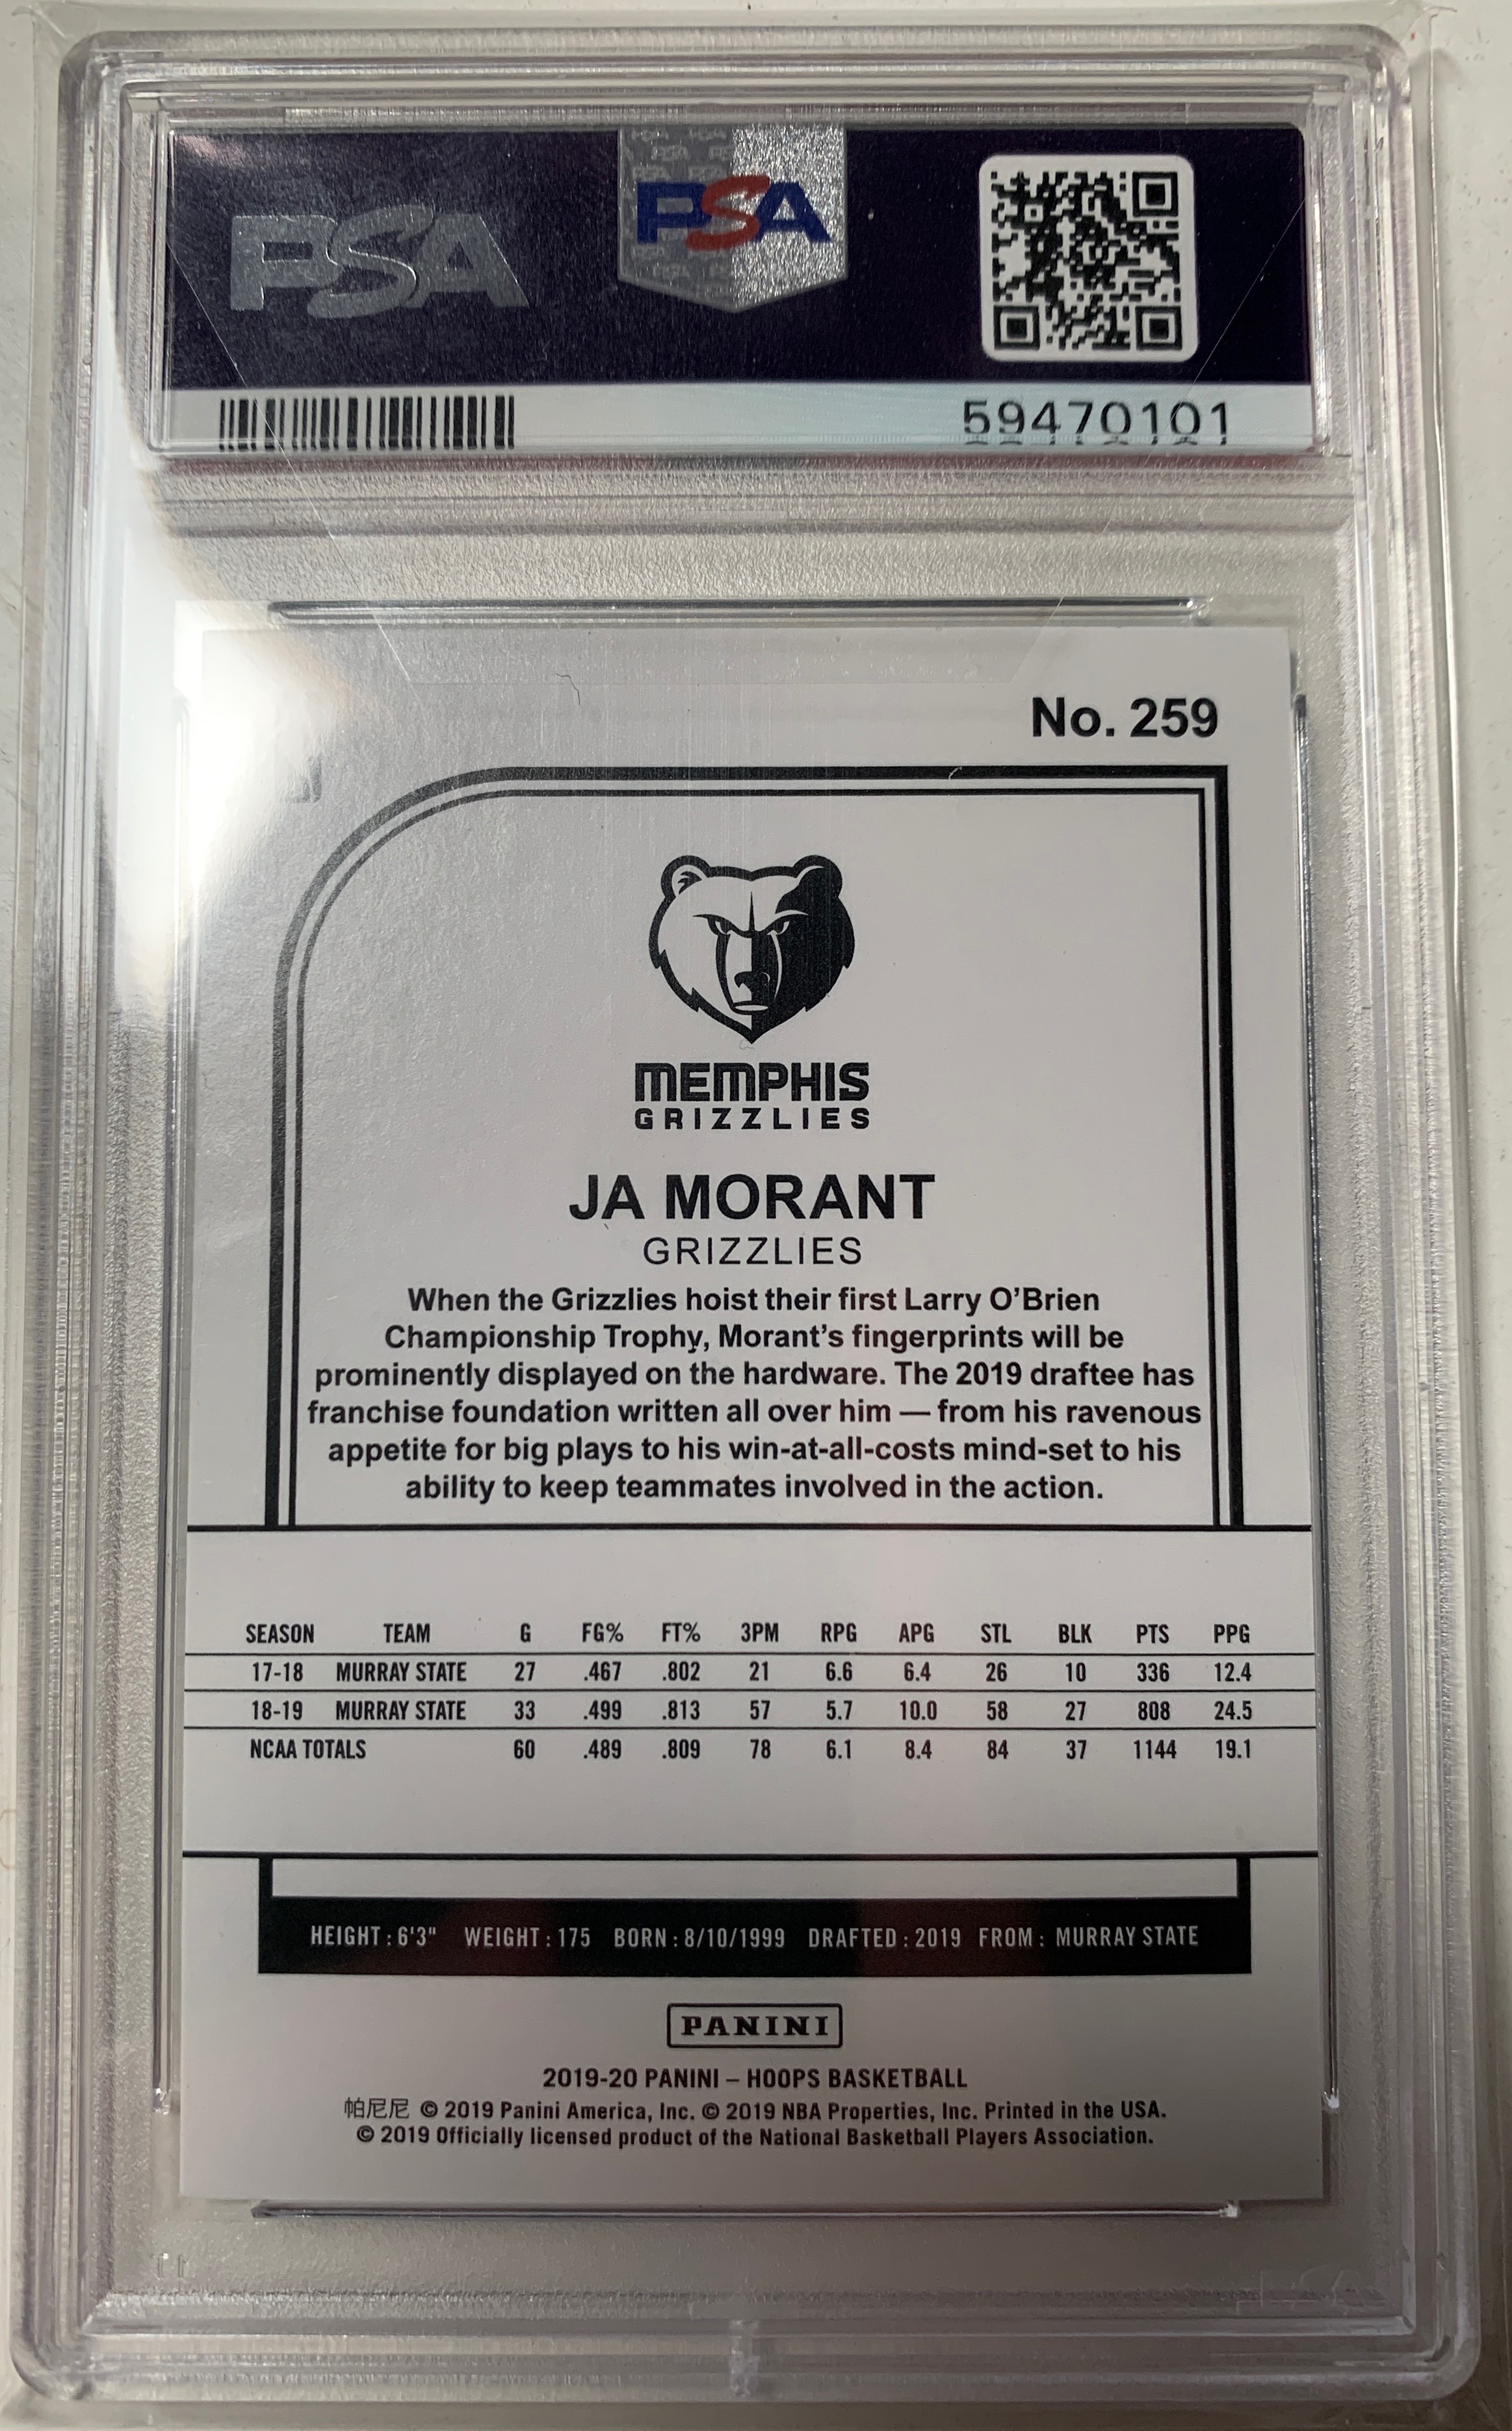 PSA
PSA
59470101
No. 259
MEMPHIS
GRIZZLIES
JA MORANT
GRIZZLIES
When the Grizzlies hoist their first Larry O'Brien
Championship Trophy, Morant's fingerprints will be
prominently displayed on the hardware. The 2019 draftee has
franchise foundation written all over him — from his ravenous
appetite for big plays to his win-at-all-costs mind-set to his
ability to keep teammates involved in the action.
SEASON TEAM G FG% FT% 3PM RPG APG STL BLK PTS PPG
17-18 MURRAY STATE 27 .467 .802 21 6.6 6.4 26 10 336 12.4
18-19 MURRAY STATE 33 .499 .813 57 5.7 10.0 58 27 808 24.5
NCAA TOTALS 60 .489 .809 78 6.1 8.4 84 37 1144 19.1
HEIGHT : 6'3" WEIGHT : 175 BORN : 8/10/1999 DRAFTED : 2019 FROM : MURRAY STATE
PANINI
2019-20 PANINI – HOOPS BASKETBALL
帕尼尼 © 2019 Panini America, Inc. © 2019 NBA Properties, Inc. Printed in the USA.
© 2019 Officially licensed product of the National Basketball Players Association.